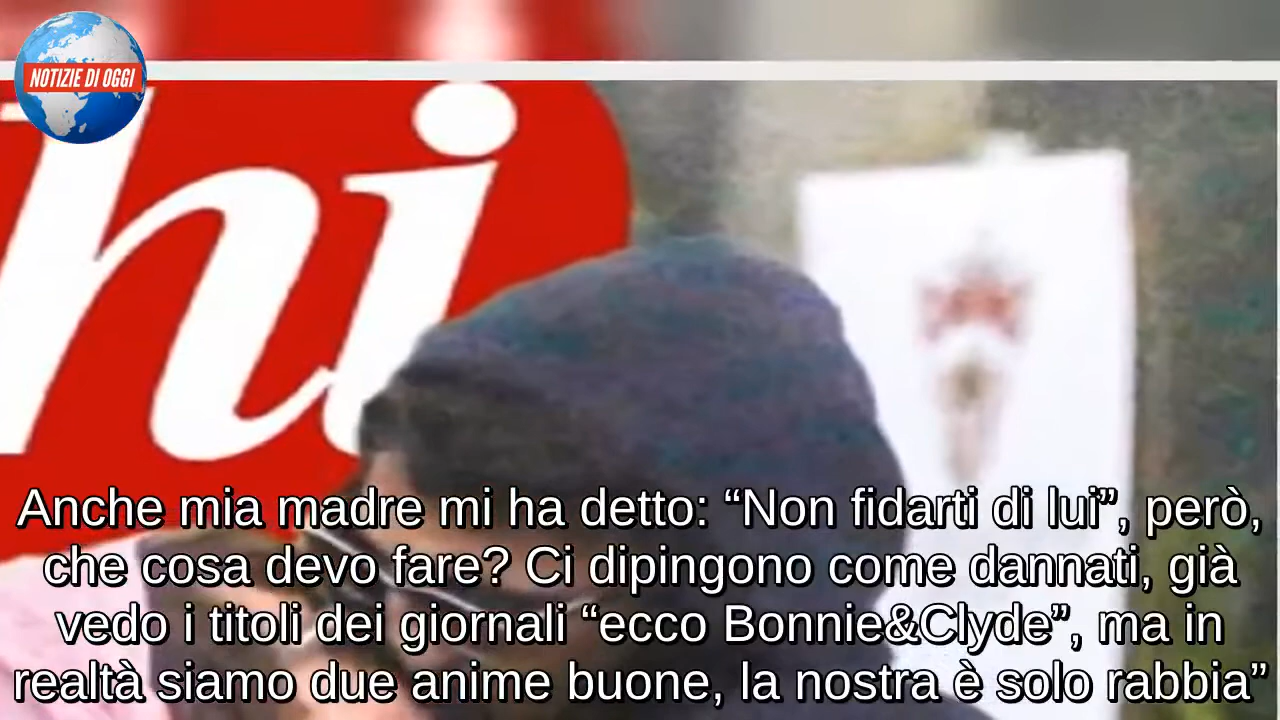 NOTIZIE DI OGGI
hi
Anche mia madre mi ha detto: “Non fidarti di lui”, però,
che cosa devo fare? Ci dipingono come dannati, già
vedo i titoli dei giornali “ecco Bonnie&Clyde”, ma in
realtà siamo due anime buone, la nostra è solo rabbia”